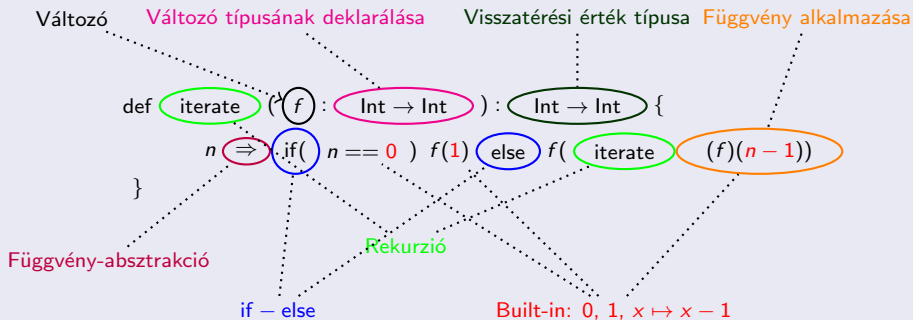 Változó Változó típusának deklarálása Visszatérési érték típusa Függvény alkalmazása
def iterate (f : Int → Int ) : Int → Int {
n ⇒ if( n == 0 ) f(1) else f( iterate (f)(n − 1))
}
Rekurzió
Függvény-absztrakció
if − else Built-in: 0, 1, x ↦ x − 1